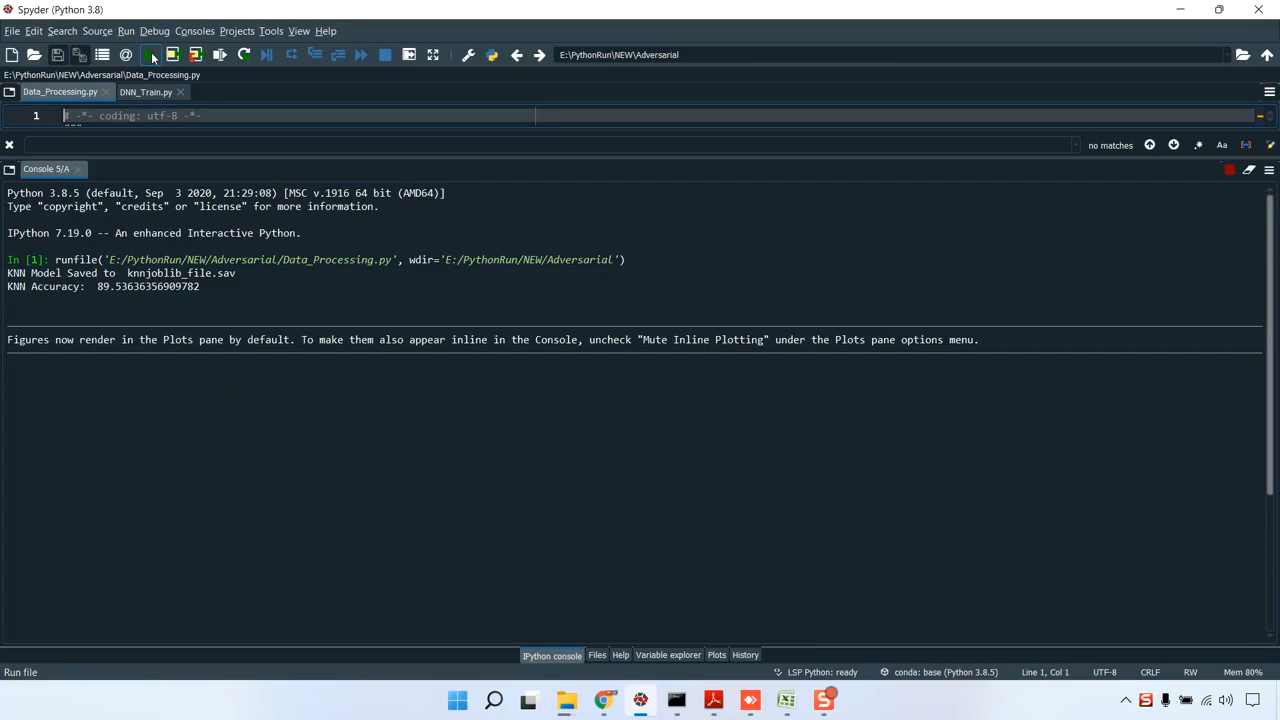 Spyder (Python 3.8)
File Edit Search Source Run Debug Consoles Projects Tools View Help
E:\PythonRun\NEW\Adversarial
E:\PythonRun\NEW\Adversarial\Data_Processing.py
Data_Processing.py DNN_Train.py
1 # -*- coding: utf-8 -*-
no matches Aa
Console 5/A
Python 3.8.5 (default, Sep  3 2020, 21:29:08) [MSC v.1916 64 bit (AMD64)]
Type "copyright", "credits" or "license" for more information.
IPython 7.19.0 -- An enhanced Interactive Python.
In [1]: runfile('E:/PythonRun/NEW/Adversarial/Data_Processing.py', wdir='E:/PythonRun/NEW/Adversarial')
KNN Model Saved to  knnjoblib_file.sav
KNN Accuracy:  89.53636356909782
Figures now render in the Plots pane by default. To make them also appear inline in the Console, uncheck "Mute Inline Plotting" under the Plots pane options menu.
IPython console Files Help Variable explorer Plots History
Run file LSP Python: ready conda: base (Python 3.8.5) Line 1, Col 1 UTF-8 CRLF RW Mem 80%